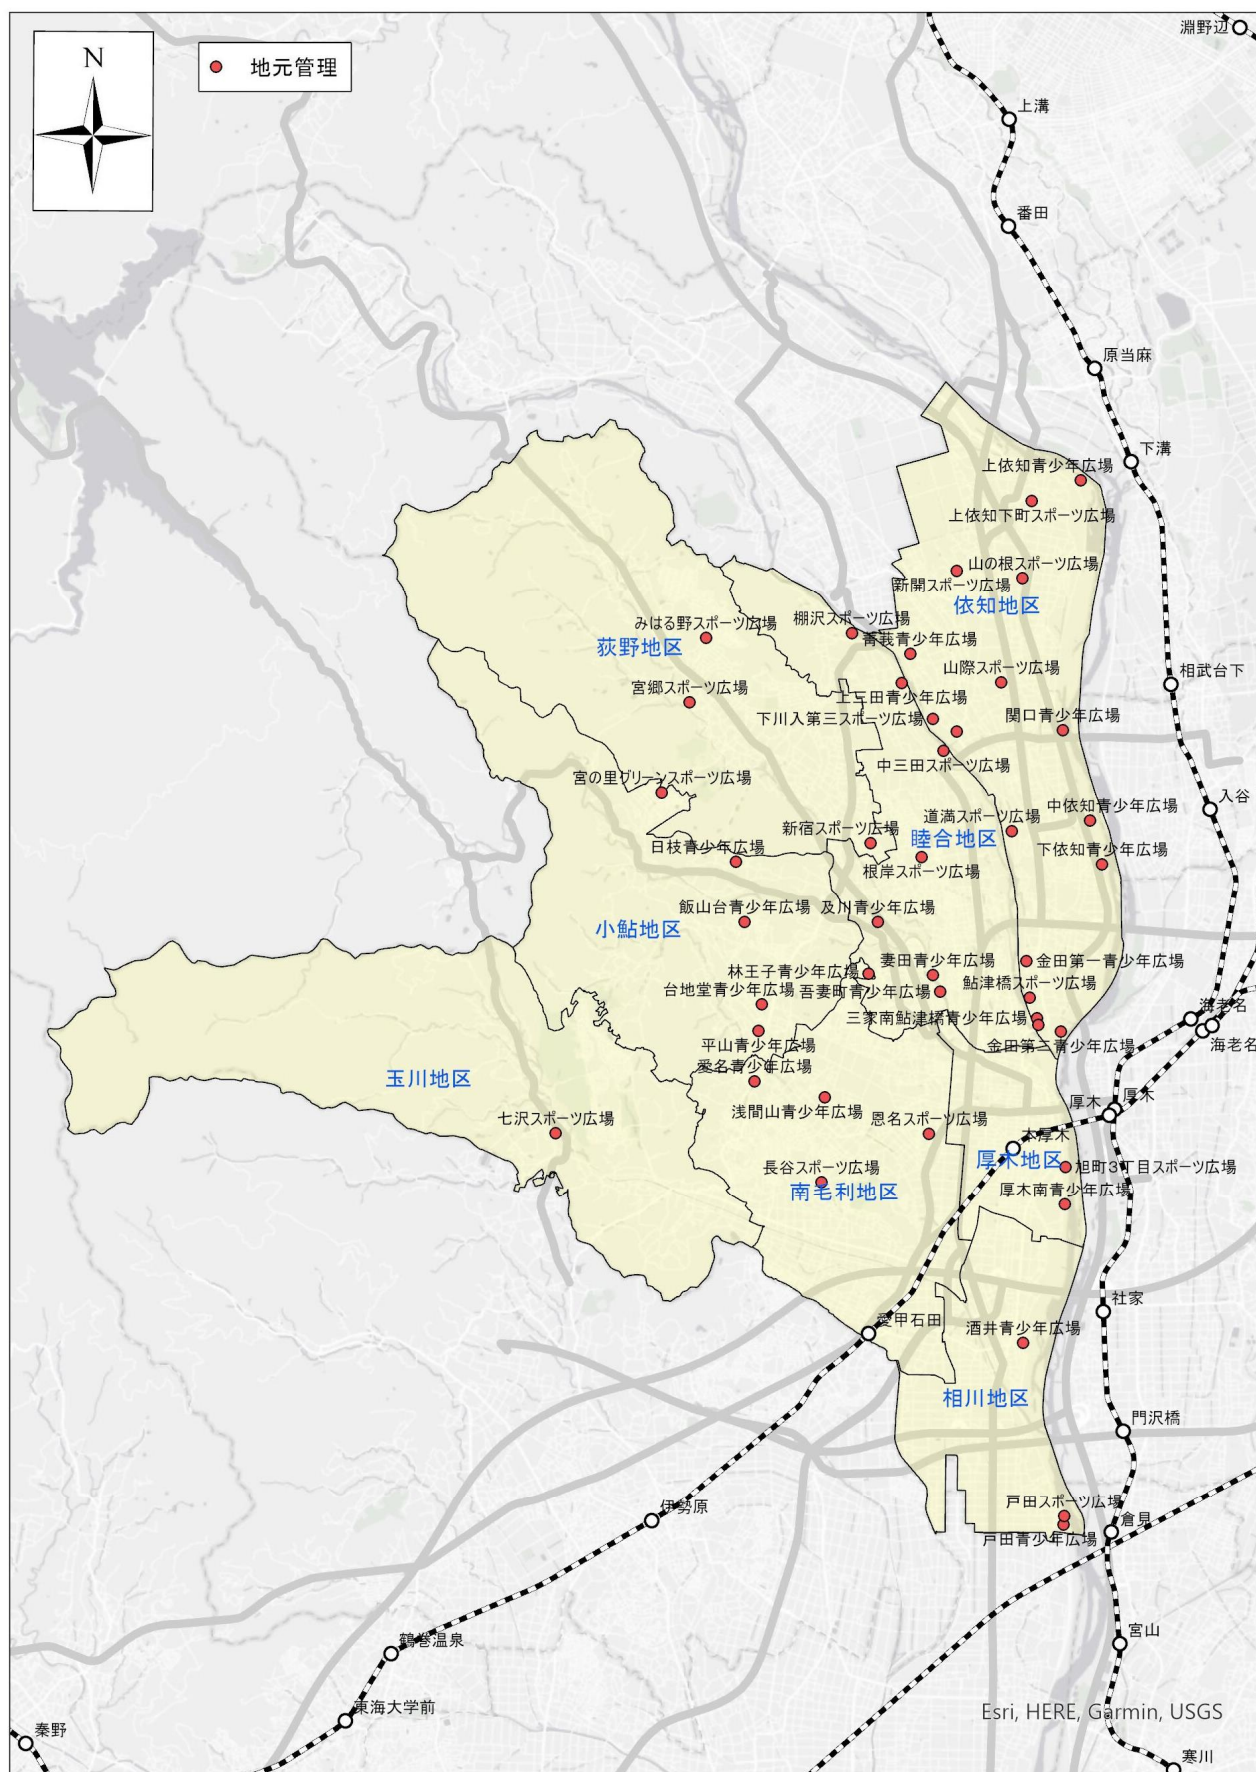 淵野辺
N
地元管理
上溝
番田
原当麻
下溝
上依知青少年広場
上依知下町スポーツ広場
山の根スポーツ広場
新開スポーツ広場
依知地区
棚沢スポーツ広場
みはる野スポーツ広場
荻野地区
菁莪青少年広場
山際スポーツ広場
相武台下
宮郷スポーツ広場
上三田青少年広場
下川入第三スポーツ広場
関口青少年広場
中三田スポーツ広場
宮の里グリーンスポーツ広場
入谷
中依知青少年広場
道満スポーツ広場
新宿スポーツ広場
睦合地区
日枝青少年広場
下依知青少年広場
根岸スポーツ広場
飯山台青少年広場
及川青少年広場
小鮎地区
妻田青少年広場
金田第一青少年広場
林王子青少年広場
鮎津橋スポーツ広場
台地堂青少年広場
吾妻町青少年広場
海老名
三家南鮎津橋青少年広場
海老名
平山青少年広場
金田第二青少年広場
愛名青少年広場
玉川地区
厚木
厚木
浅間山青少年広場
七沢スポーツ広場
恩名スポーツ広場
本厚木
厚木地区
長谷スポーツ広場
旭町3丁目スポーツ広場
南毛利地区
厚木南青少年広場
社家
愛甲石田
酒井青少年広場
相川地区
門沢橋
戸田スポーツ広場
伊勢原
倉見
戸田青少年広場
鶴巻温泉
宮山
東海大学前
Esri, HERE, Garmin, USGS
秦野
寒川